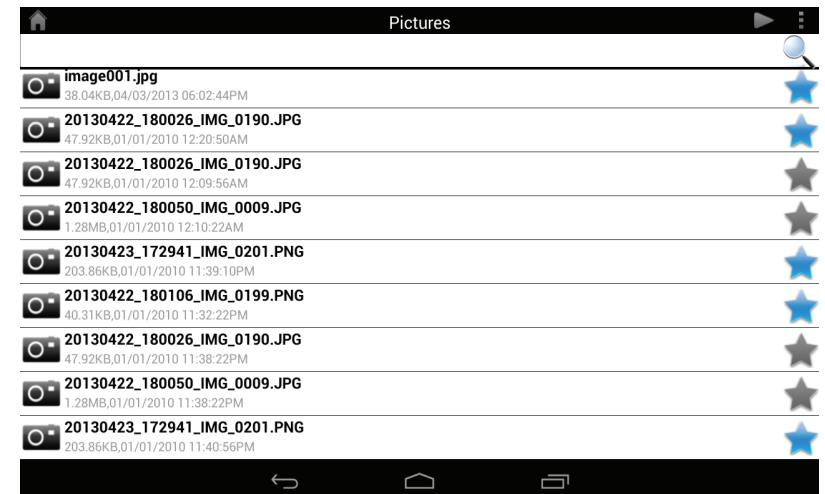 Pictures
image001.jpg
38.04KB,04/03/2013 06:02:44PM
20130422_180026_IMG_0190.JPG
47.92KB,01/01/2010 12:20:50AM
20130422_180026_IMG_0190.JPG
47.92KB,01/01/2010 12:09:56AM
20130422_180050_IMG_0009.JPG
1.28MB,01/01/2010 12:10:22AM
20130423_172941_IMG_0201.PNG
203.86KB,01/01/2010 11:39:10PM
20130422_180106_IMG_0199.PNG
40.31KB,01/01/2010 11:32:22PM
20130422_180026_IMG_0190.JPG
47.92KB,01/01/2010 11:38:22PM
20130422_180050_IMG_0009.JPG
1.28MB,01/01/2010 11:38:22PM
20130423_172941_IMG_0201.PNG
203.86KB,01/01/2010 11:40:56PM